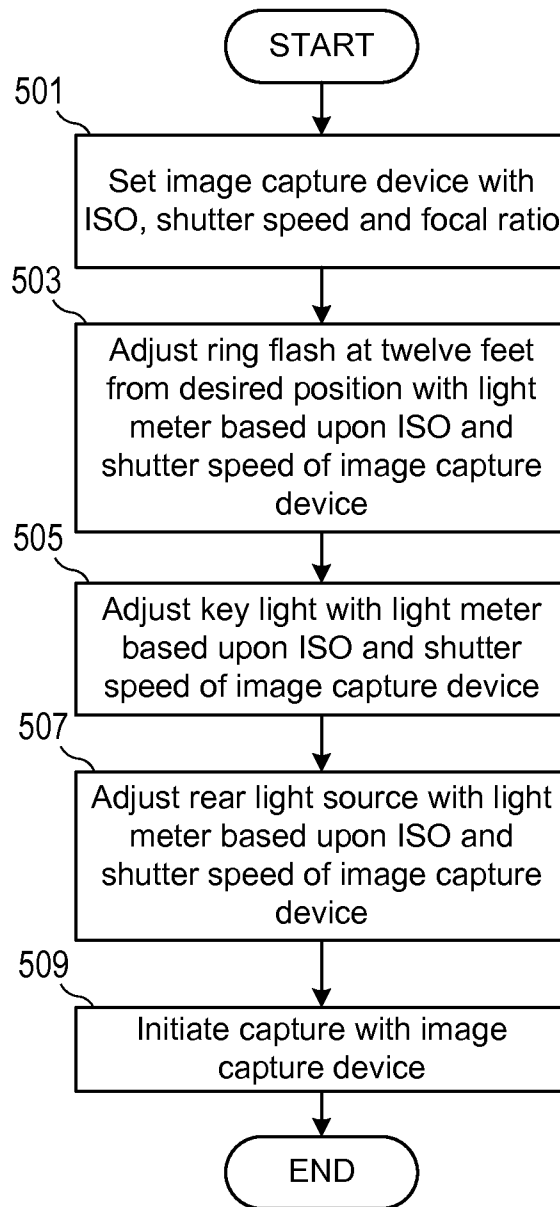 START
501
Set image capture device with
ISO, shutter speed and focal ratio
503
Adjust ring flash at twelve feet
from desired position with light
meter based upon ISO and
shutter speed of image capture
device
505
Adjust key light with light meter
based upon ISO and shutter
speed of image capture device
507
Adjust rear light source with light
meter based upon ISO and
shutter speed of image capture
device
509
Initiate capture with image
capture device
END